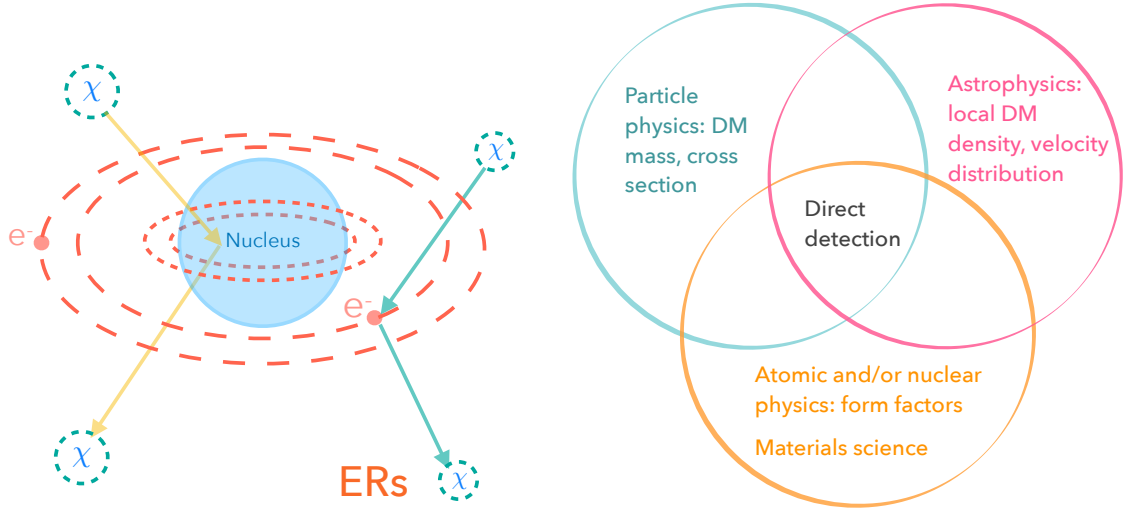 χ
χ
e-
Nucleus
e-
χ
χ
ERs
Particle
physics: DM
mass, cross
section
Astrophysics:
local DM
density, velocity
distribution
Direct
detection
Atomic and/or nuclear
physics: form factors
Materials science